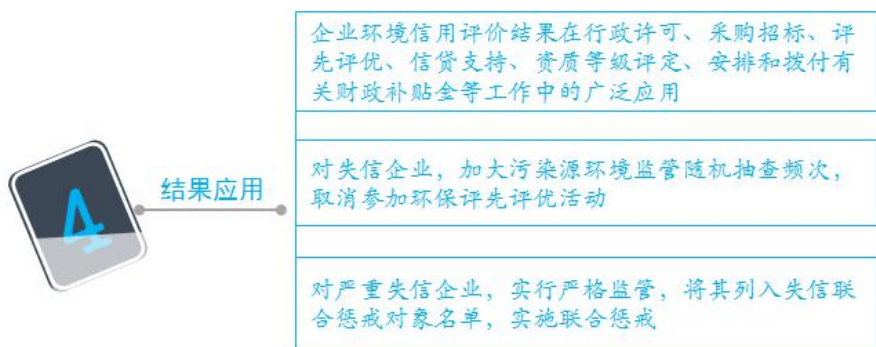 4
结果应用
企业环境信用评价结果在行政许可、采购招标、评
先评优、信贷支持、资质等级评定、安排和拨付有
关财政补贴金等工作中的广泛应用
对失信企业，加大污染源环境监管随机抽查频次，
取消参加环保评先评优活动
对严重失信企业，实行严格监管，将其列入失信联
合惩戒对象名单，实施联合惩戒